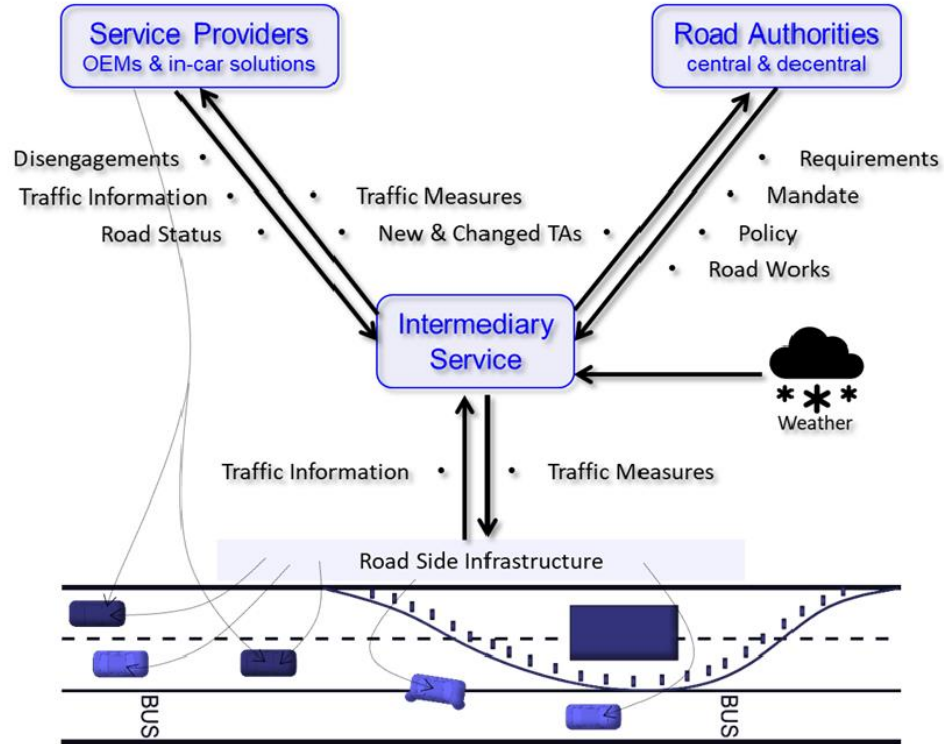 Service Providers
OEMs & in-car solutions
Road Authorities
central & decentral
Disengagements •
Traffic Information •
Road Status •
• Traffic Measures
• New & Changed TAs •
• Requirements
• Mandate
• Policy
• Road Works
Intermediary
Service
Weather
Traffic Information •
• Traffic Measures
Road Side Infrastructure
BUS
BUS